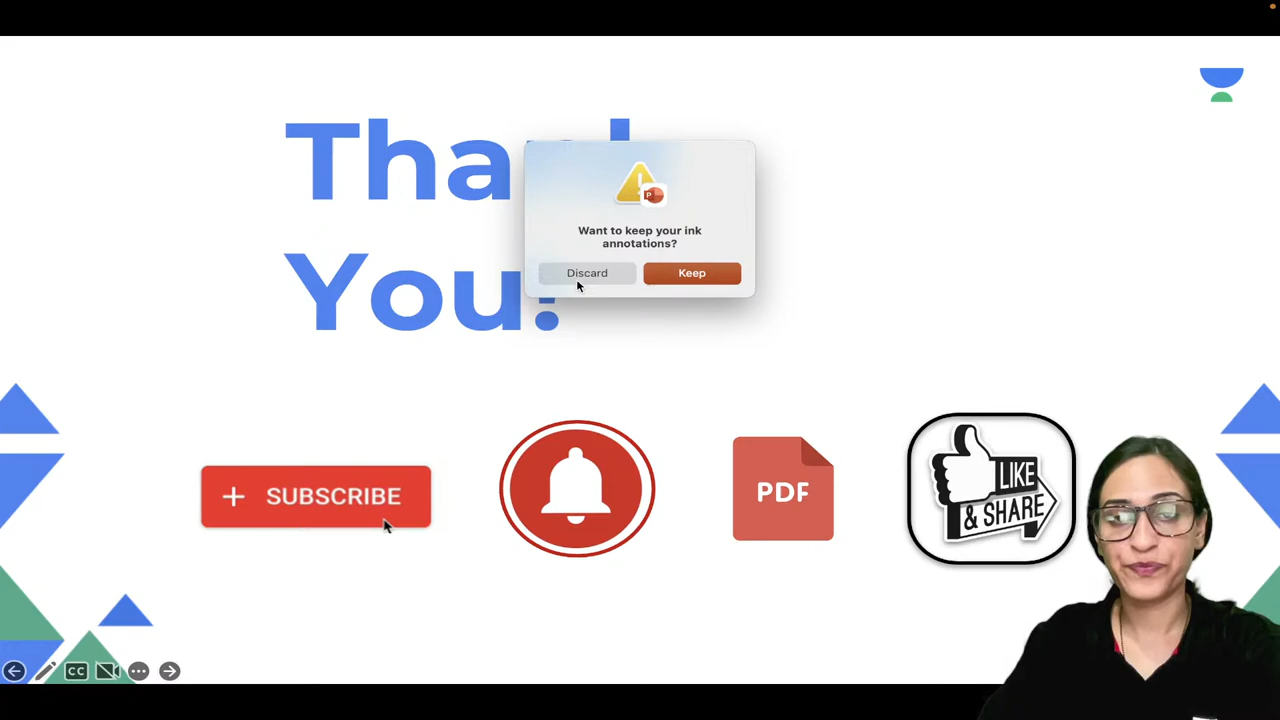 Tha
You!
Want to keep your ink
annotations?
Discard
Keep
P
+ SUBSCRIBE
PDF
LIKE
& SHARE
CC